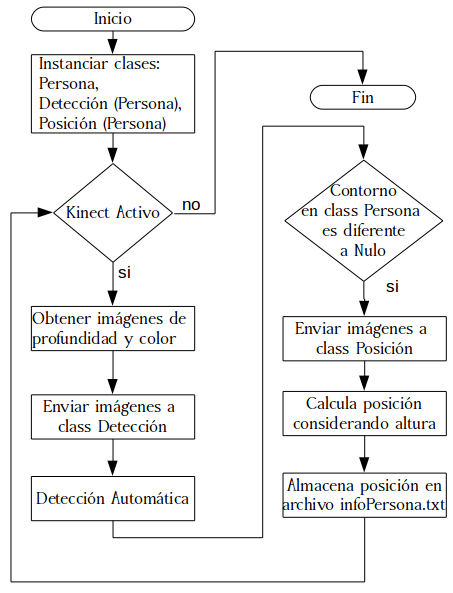 Inicio
Instanciar clases:
Persona,
Detección (Persona),
Posición (Persona)
Kinect Activo
no
si
Obtener imágenes de
profundidad y color
Enviar imágenes a
class Detección
Detección Automática
Fin
Contorno
en class Persona
es diferente
a Nulo
si
Enviar imágenes a
class Posición
Calcula posición
considerando altura
Almacena posición en
archivo infoPersona.txt